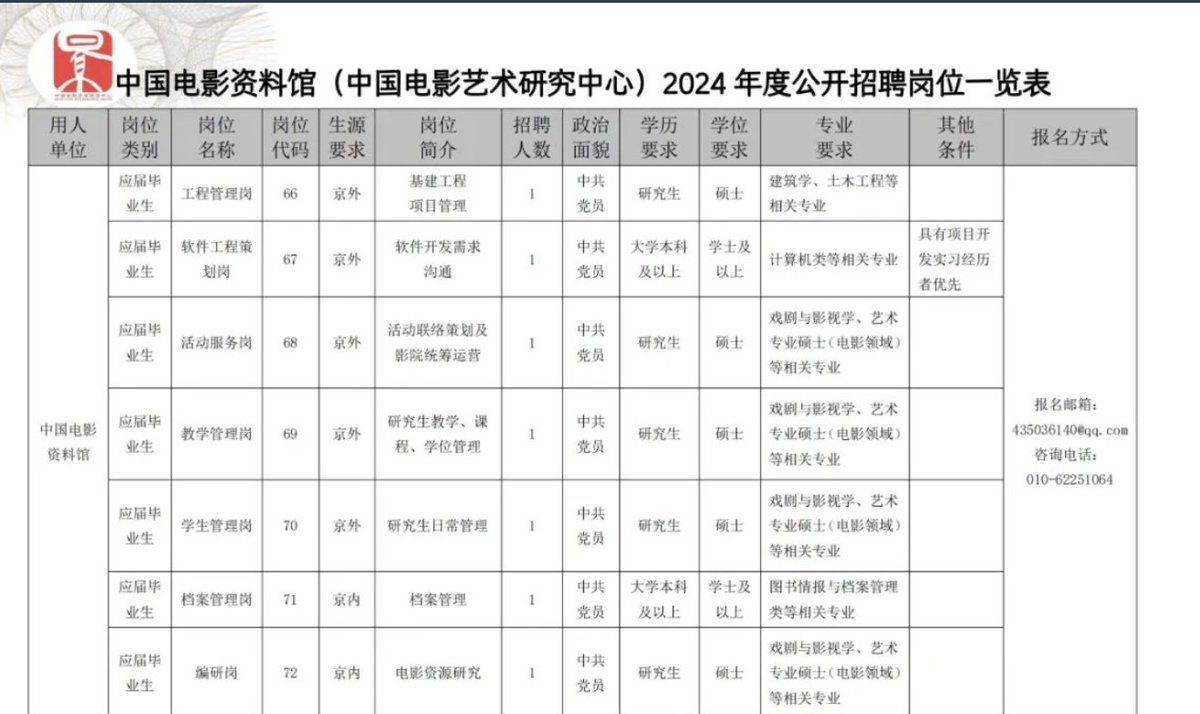 中国电影资料馆（中国电影艺术研究中心）2024 年度公开招聘岗位一览表
用人单位 岗位类别 岗位名称 岗位代码 生源要求 岗位简介 招聘人数 政治面貌 学历要求 学位要求 专业要求 其他条件 报名方式
中国电影资料馆
应届毕业生 工程管理岗 66 京外 基建工程项目管理 1 中共党员 研究生 硕士 建筑学、土木工程等相关专业
应届毕业生 软件工程策划岗 67 京外 软件开发需求沟通 1 中共党员 大学本科及以上 学士及以上 计算机类等相关专业 具有项目开发实习经历者优先
应届毕业生 活动服务岗 68 京外 活动联络策划及影院统筹运营 1 中共党员 研究生 硕士 戏剧与影视学、艺术专业硕士（电影领域）等相关专业
应届毕业生 教学管理岗 69 京外 研究生教学、课程、学位管理 1 中共党员 研究生 硕士 戏剧与影视学、艺术专业硕士（电影领域）等相关专业
应届毕业生 学生管理岗 70 京外 研究生日常管理 1 中共党员 研究生 硕士 戏剧与影视学、艺术专业硕士（电影领域）等相关专业
应届毕业生 档案管理岗 71 京内 档案管理 1 中共党员 大学本科及以上 学士及以上 图书情报与档案管理类等相关专业
应届毕业生 编研岗 72 京内 电影资源研究 1 中共党员 研究生 硕士 戏剧与影视学、艺术专业硕士（电影领域）等相关专业
报名邮箱：
435036140@qq.com
咨询电话：
010-62251064